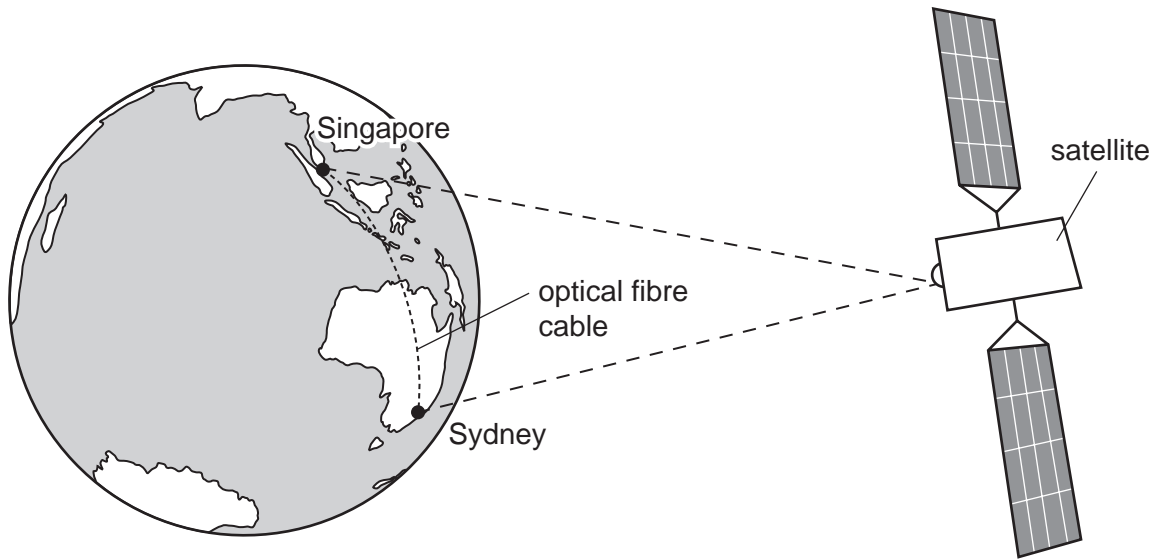 Singapore
satellite
optical fibre
cable
Sydney